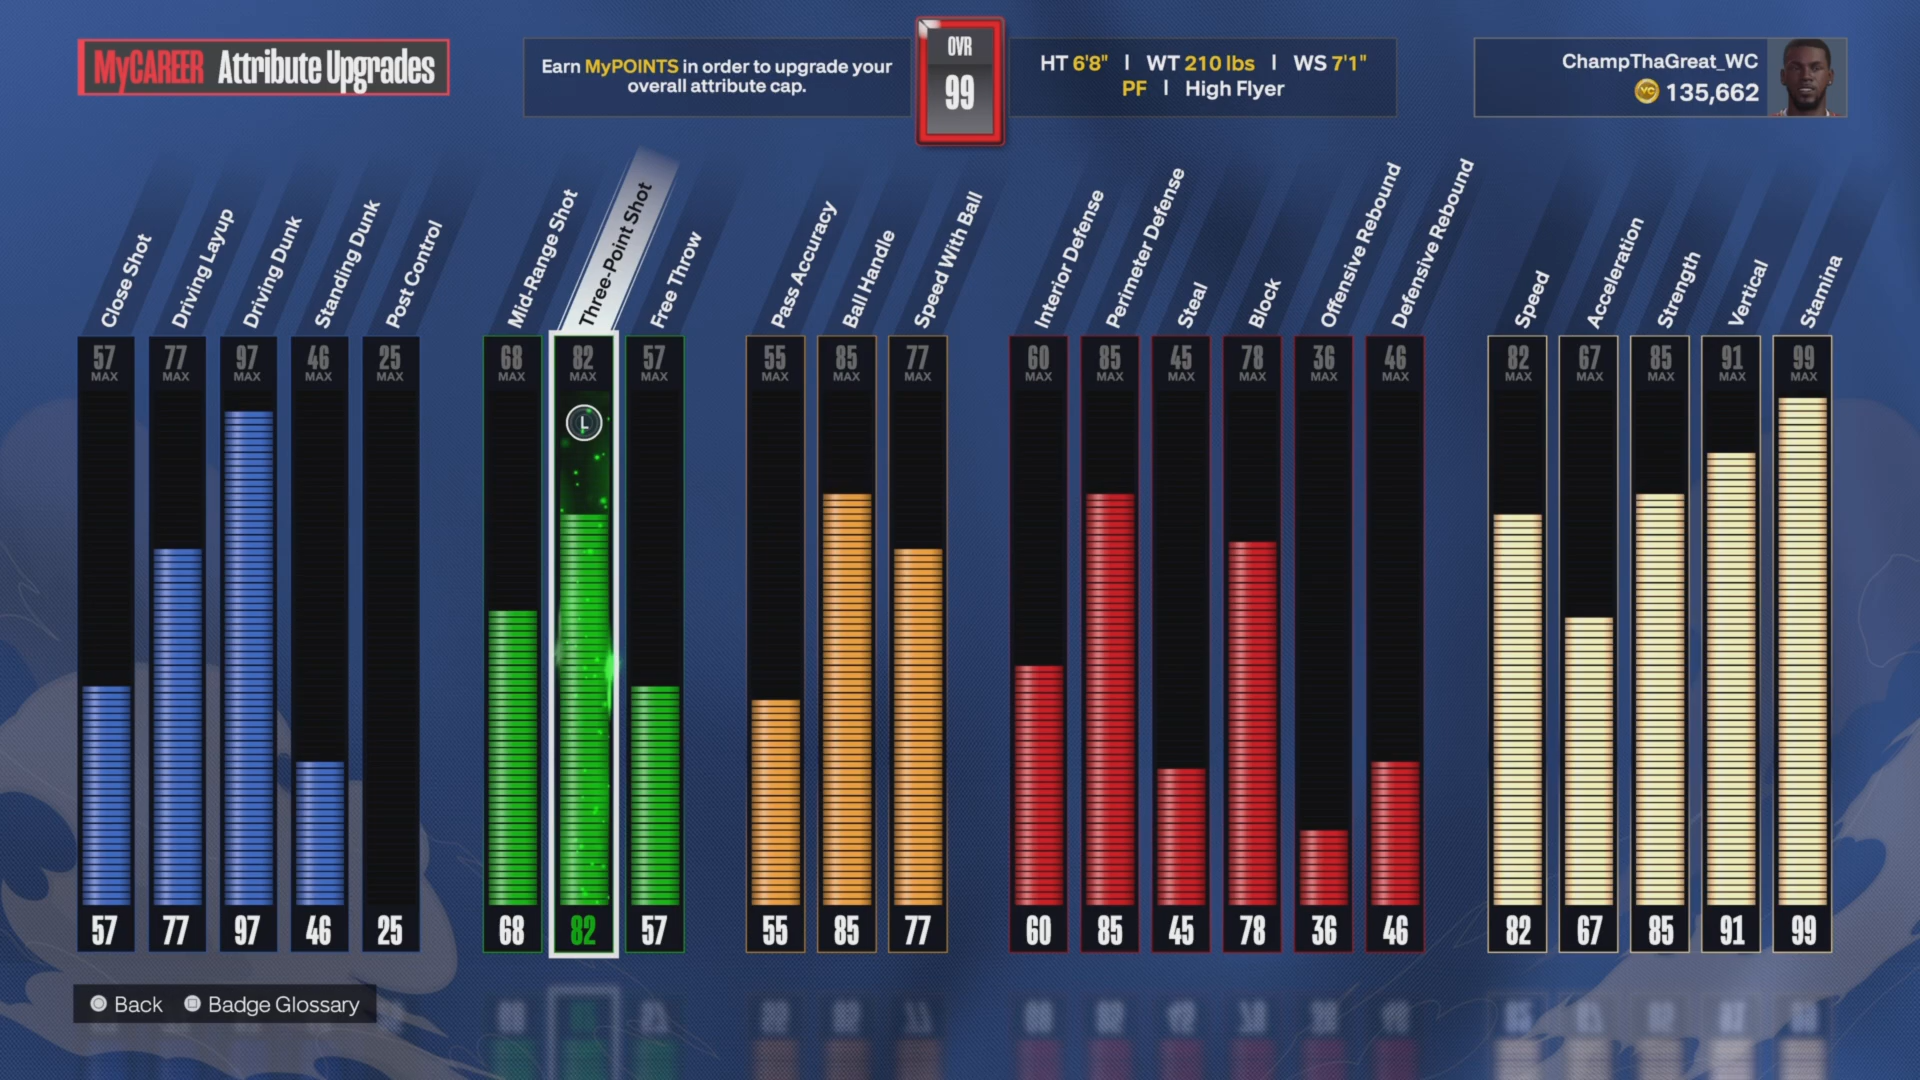 MyCAREER Attribute Upgrades
Earn MyPOINTS in order to upgrade your
overall attribute cap.
OVR
99
HT 6'8" | WT 210 lbs | WS 7'1"
PF | High Flyer
ChampThaGreat_WC
VC 135,662
Close Shot
Driving Layup
Driving Dunk
Standing Dunk
Post Control
Mid-Range Shot
Three-Point Shot
Free Throw
Pass Accuracy
Ball Handle
Speed With Ball
Interior Defense
Perimeter Defense
Steal
Block
Offensive Rebound
Defensive Rebound
Speed
Acceleration
Strength
Vertical
Stamina
57 77 97 46 25 68 82 57 55 85 77 60 85 45 78 36 46 82 67 85 91 99
MAX MAX MAX MAX MAX MAX MAX MAX MAX MAX MAX MAX MAX MAX MAX MAX MAX MAX MAX MAX MAX MAX
L
57 77 97 46 25 68 82 57 55 85 77 60 85 45 78 36 46 82 67 85 91 99
Back Badge Glossary